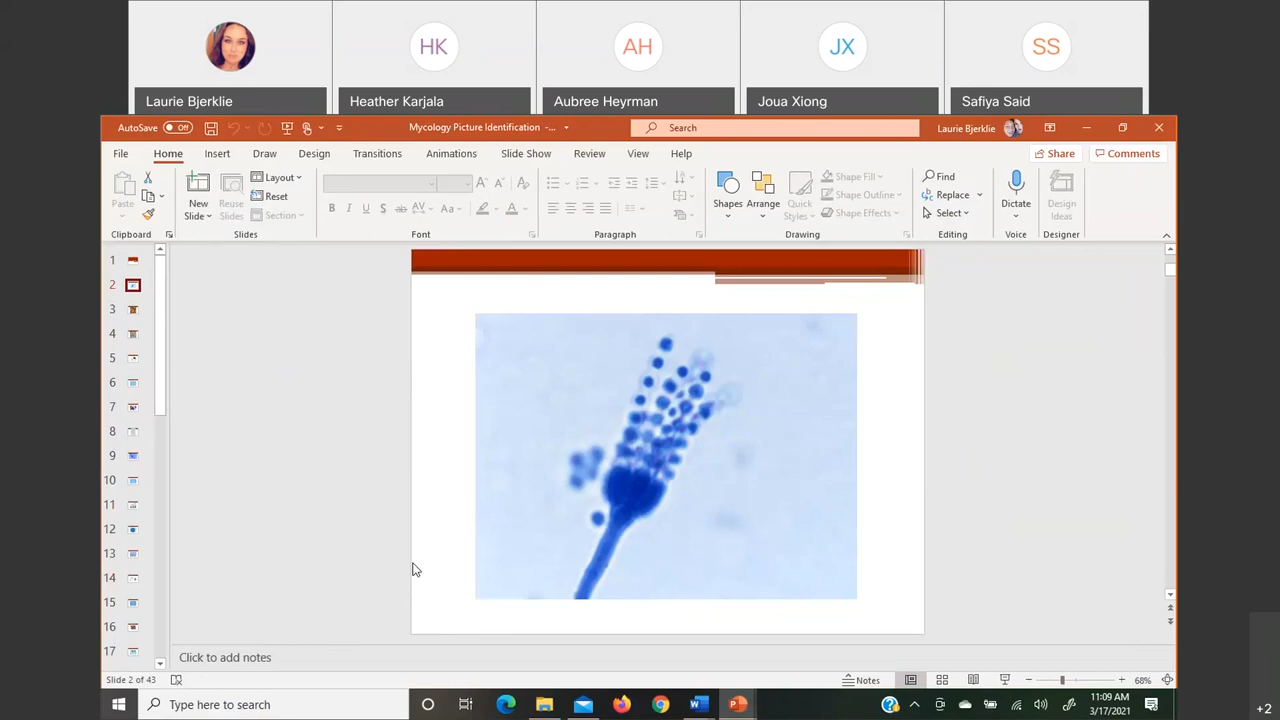 HK
AH
JX
SS
Laurie Bjerklie
Heather Karjala
Aubree Heyrman
Joua Xiong
Safiya Said
AutoSave Off
Mycology Picture Identification -...
Search
Laurie Bjerklie
File Home Insert Draw Design Transitions Animations Slide Show Review View Help
Share Comments
Paste
New
Slide
Reuse
Slides
Layout
Reset
Section
B I U S ab AV Aa A
Shapes
Arrange
Quick
Styles
Shape Fill
Shape Outline
Shape Effects
Find
Replace
Select
Dictate
Design
Ideas
Clipboard Slides Font Paragraph Drawing Editing Voice Designer
1
2
3
4
5
6
7
8
9
10
11
12
13
14
15
16
17
Click to add notes
Slide 2 of 43
Notes
68%
Type here to search
11:09 AM
3/17/2021
+2